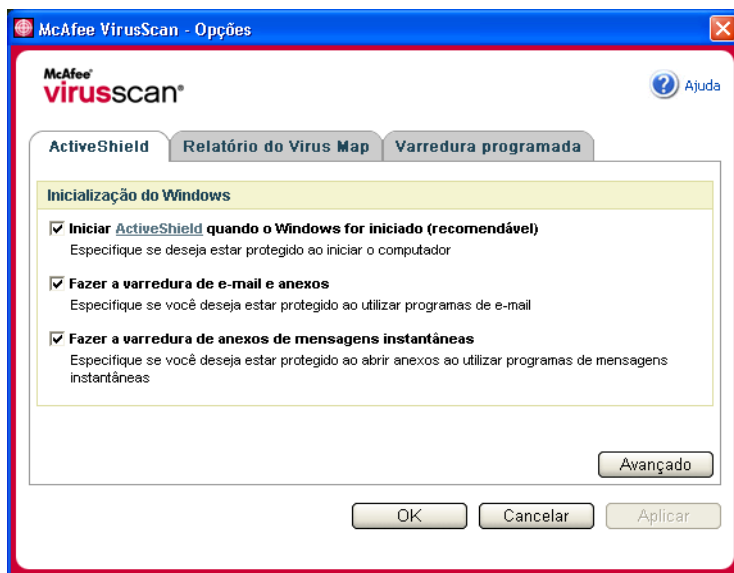 McAfee VirusScan - Opções
McAfee®
virusscan®
Ajuda
ActiveShield
Relatório do Virus Map
Varredura programada
Inicialização do Windows
Iniciar ActiveShield quando o Windows for iniciado (recomendável)
Especifique se deseja estar protegido ao iniciar o computador
Fazer a varredura de e-mail e anexos
Especifique se você deseja estar protegido ao utilizar programas de e-mail
Fazer a varredura de anexos de mensagens instantâneas
Especifique se você deseja estar protegido ao abrir anexos ao utilizar programas de mensagens
instantâneas
Avançado
OK
Cancelar
Aplicar